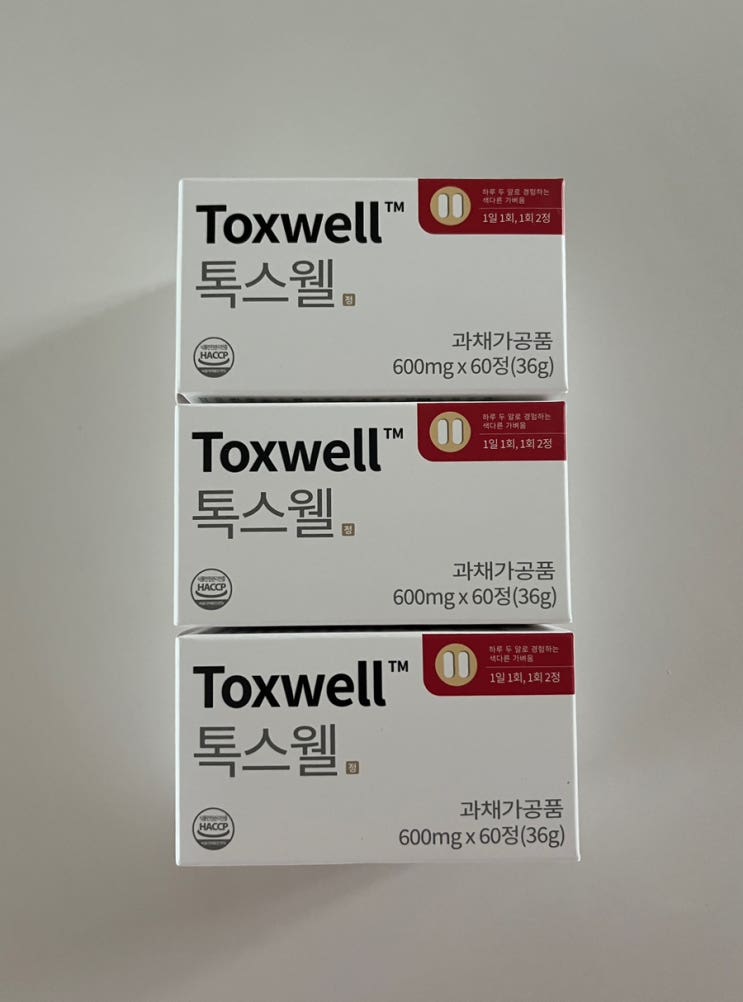 Toxwell™
톡스웰 정
하루 두 알로 경험하는
색다른 가벼움
1일 1회, 1회 2정
HACCP
과채가공품
600mg x 60정(36g)
Toxwell™
톡스웰 정
하루 두 알로 경험하는
색다른 가벼움
1일 1회, 1회 2정
HACCP
과채가공품
600mg x 60정(36g)
Toxwell™
톡스웰 정
하루 두 알로 경험하는
색다른 가벼움
1일 1회, 1회 2정
HACCP
과채가공품
600mg x 60정(36g)